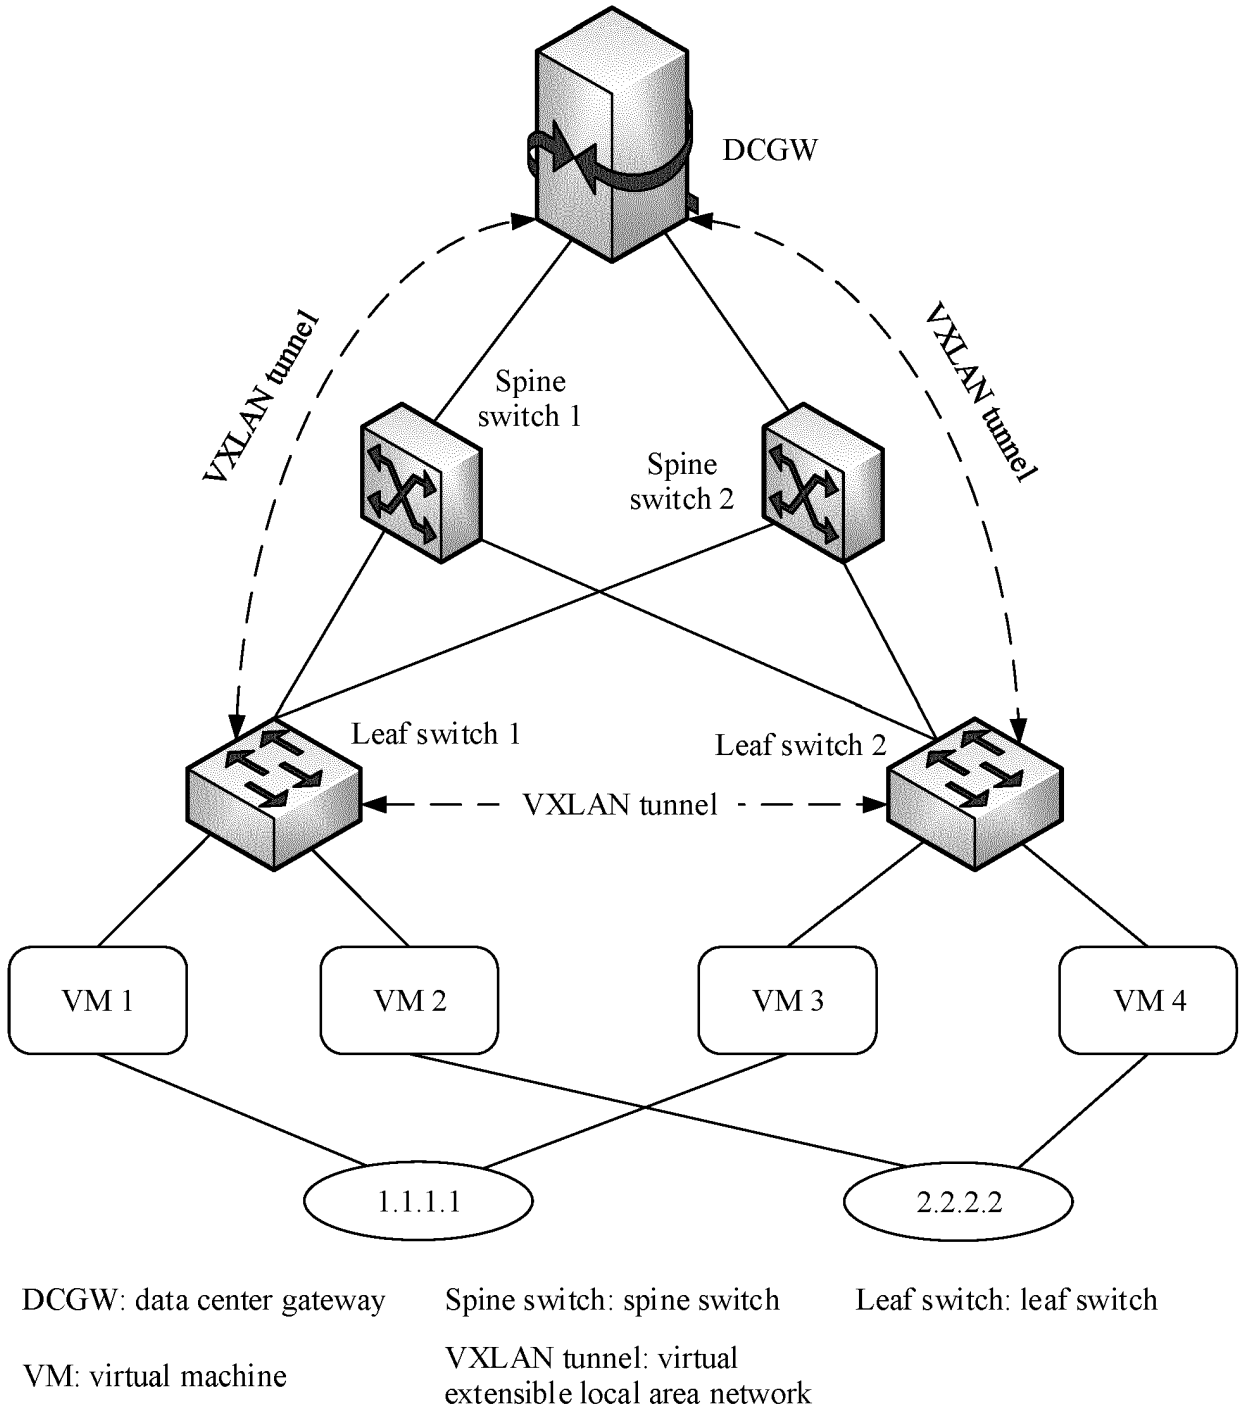 DCGW
VXLAN tunnel
VXLAN tunnel
Spine
switch 1
Spine
switch 2
Leaf switch 1
Leaf switch 2
VXLAN tunnel
VM 1
VM 2
VM 3
VM 4
1.1.1.1
2.2.2.2
DCGW: data center gateway
Spine switch: spine switch
Leaf switch: leaf switch
VM: virtual machine
VXLAN tunnel: virtual
extensible local area network